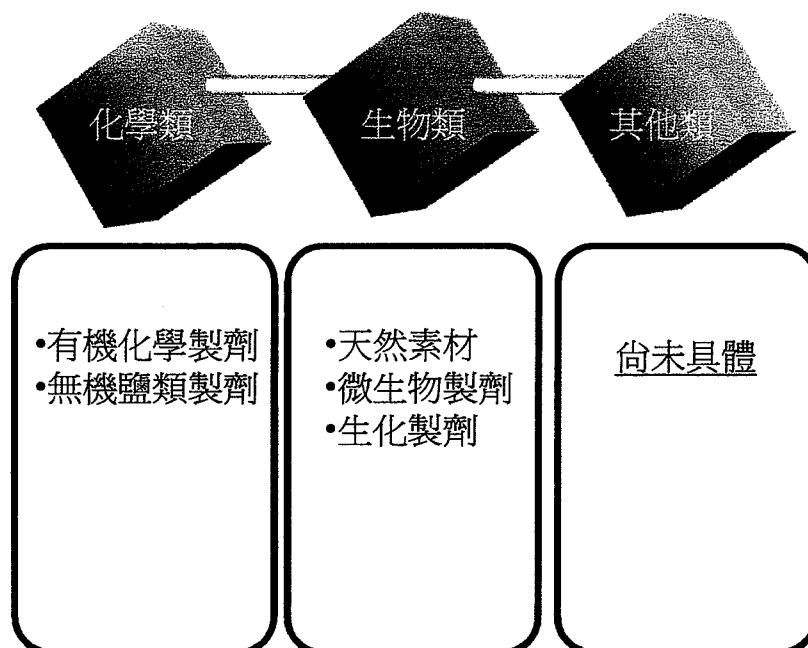 化學類
生物類
其他類
•有機化學製劑
•無機鹽類製劑
•天然素材
•微生物製劑
•生化製劑
尚未具體